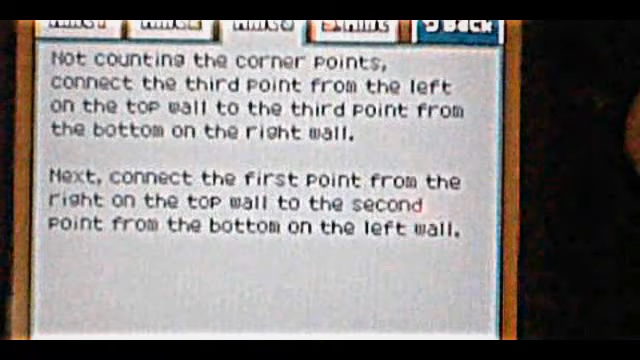 Back
Not counting the corner points,
connect the third point from the left
on the top wall to the third point from
the bottom on the right wall.
Next, connect the first point from the
right on the top wall to the second
point from the bottom on the left wall.